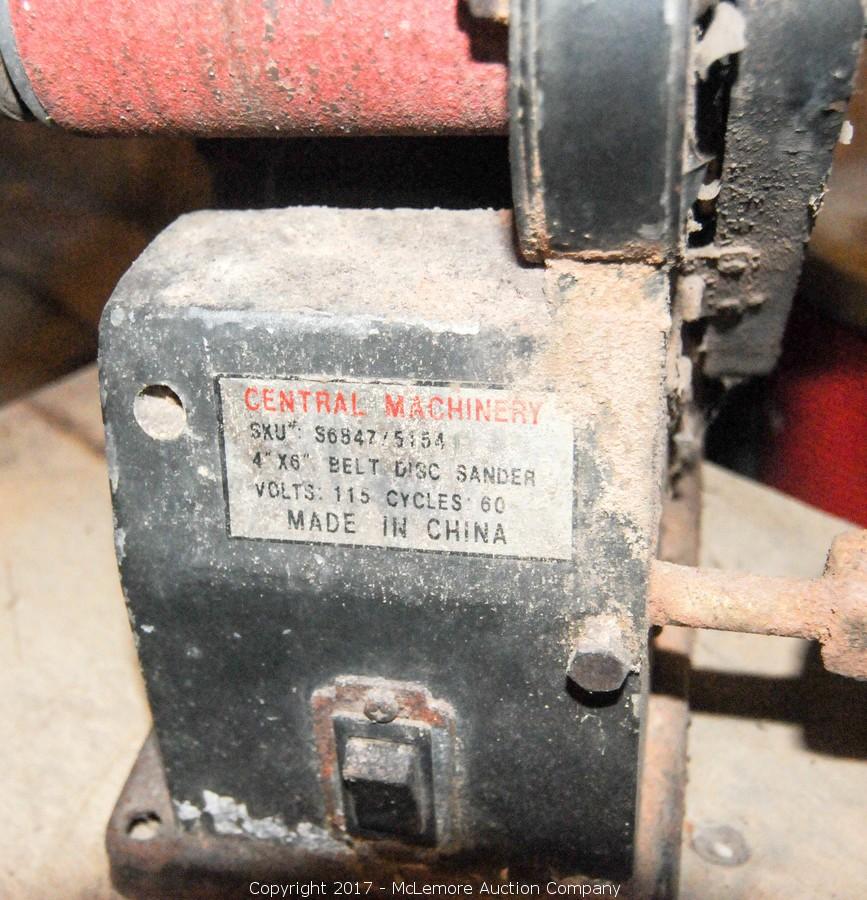 CENTRAL MACHINERY
SKU#: S6847/5154
4" X6" BELT DISC SANDER
VOLTS: 115 CYCLES 60
MADE IN CHINA
Copyright 2017 - McLemore Auction Company